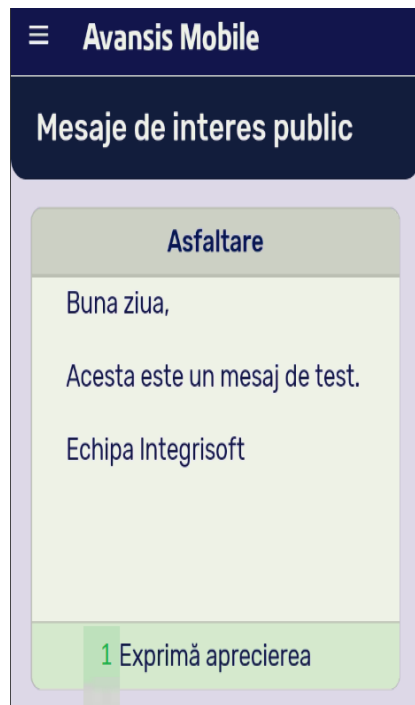 Avansis Mobile
Mesaje de interes public
Asfaltare
Buna ziua,
Acesta este un mesaj de test.
Echipa Integrisoft
1 Exprimă aprecierea